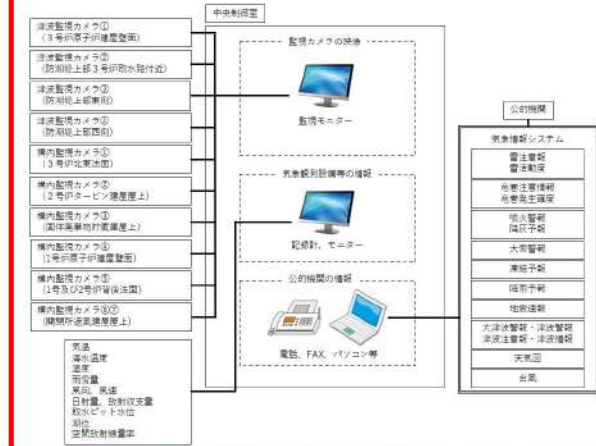 中央制御室
津波監視カメラ①
(3号炉原子炉建屋壁面)
津波監視カメラ②
(防潮堤上部3号炉取水路付近)
津波監視カメラ③
(防潮堤上部東側)
津波監視カメラ④
(防潮堤上部西側)
構内監視カメラ①
(3号炉北東法面)
構内監視カメラ②
(2号炉タービン建屋屋上)
構内監視カメラ③
(固体廃棄物貯蔵庫屋上)
構内監視カメラ④
(1号炉原子炉建屋壁面)
構内監視カメラ⑤
(1号及び2号炉背後法面)
構内監視カメラ⑥⑦
(開閉所遮風建屋屋上)
気温
海水温度
湿度
雨雪量
風向、風速
日射量、放射収支量
取水ピット水位
潮位
空間放射線量率
監視カメラの映像
監視モニター
気象観測設備等の情報
記録計、モニター
公的機関の情報
電話、FAX、パソコン等
公的機関
気象情報システム
雷注意報
雷活動度
竜巻注意情報
竜巻発生確度
噴火警報
降灰予報
大雪警報
凍結予報
降雨予報
地震速報
大津波警報・津波警報
津波注意報・津波情報
天気図
台風